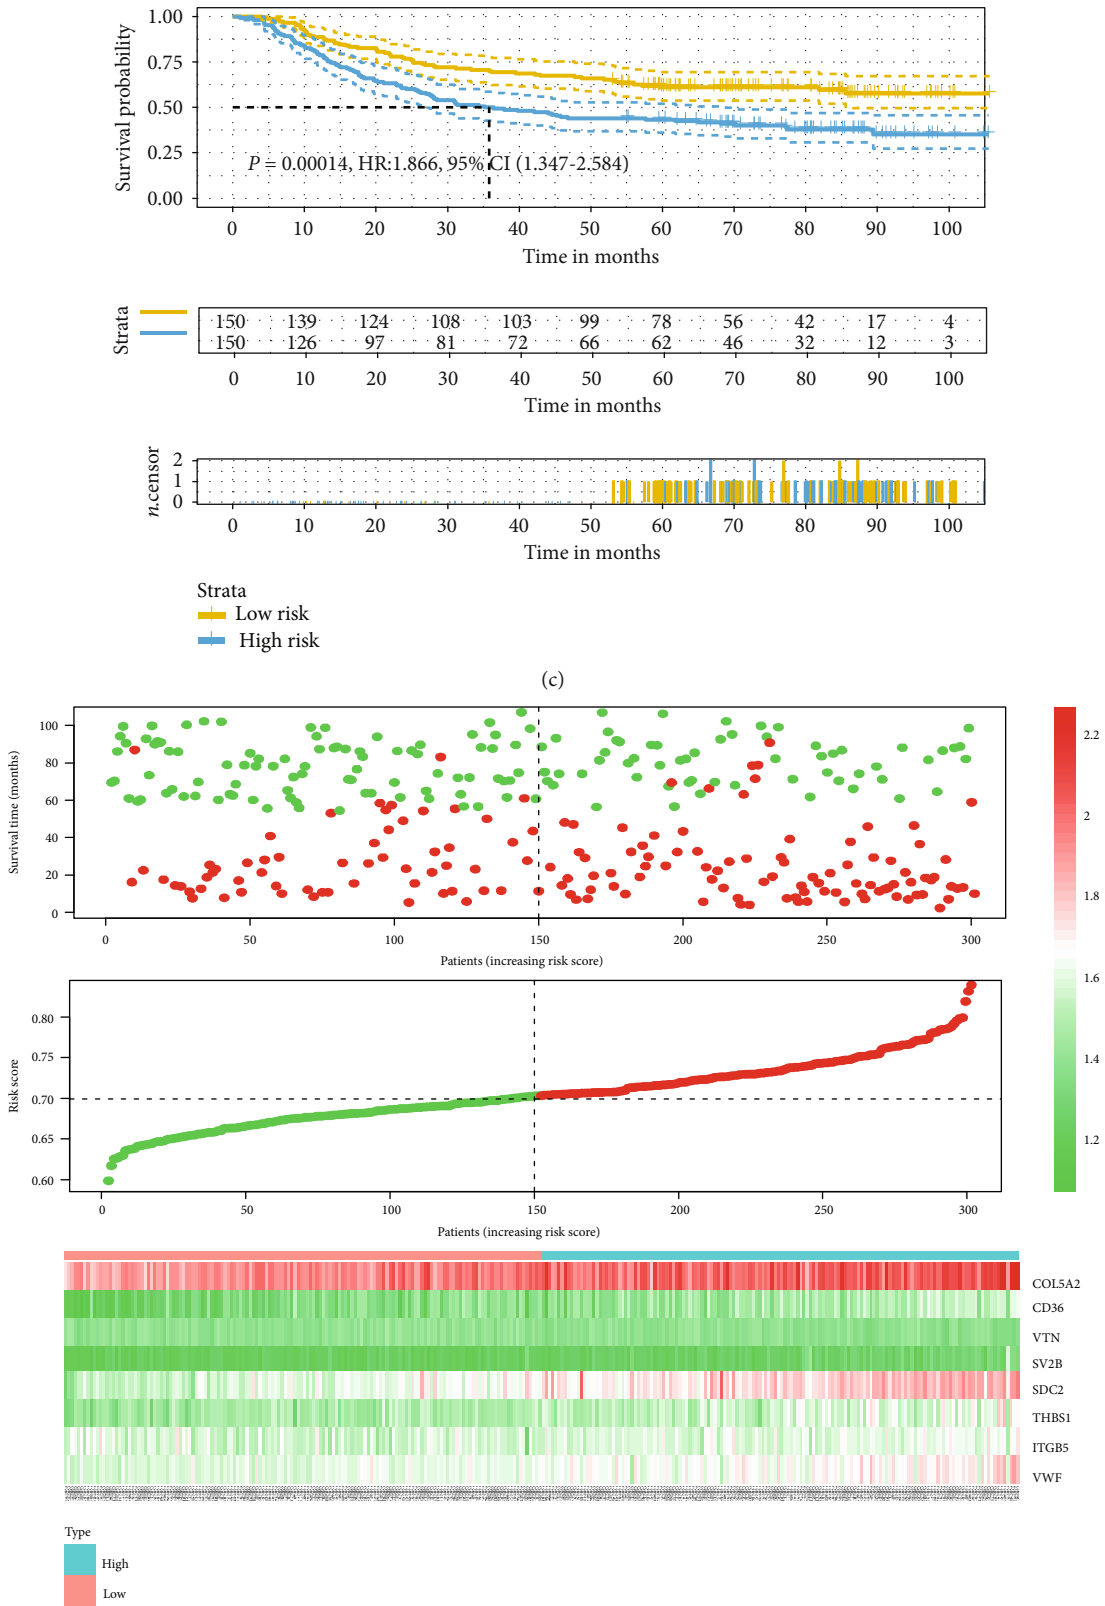 1.00
0.75
0.50
0.25
0.00
Survival probability
P = 0.00014, HR:1.866, 95% CI (1.347-2.584)
0 10 20 30 40 50 60 70 80 90 100
Time in months
Strata
150 139 124 108 103 99 78 56 42 17 4
150 126 97 81 72 66 62 46 32 12 3
0 10 20 30 40 50 60 70 80 90 100
Time in months
n.censor
2
1
0
0 10 20 30 40 50 60 70 80 90 100
Time in months
Strata
Low risk
High risk
(c)
Survival time (months)
100
80
60
40
20
0
0 50 100 150 200 250 300
Patients (increasing risk score)
Risk score
0.80
0.75
0.70
0.65
0.60
0 50 100 150 200 250 300
Patients (increasing risk score)
2.2
2
1.8
1.6
1.4
1.2
COL5A2
CD36
VTN
SV2B
SDC2
THBS1
ITGB5
VWF
Type
High
Low